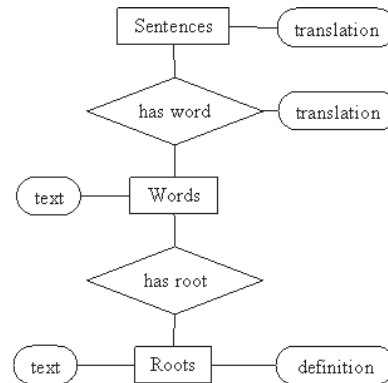 Sentences
translation
has word
translation
text
Words
has root
text
Roots
definition